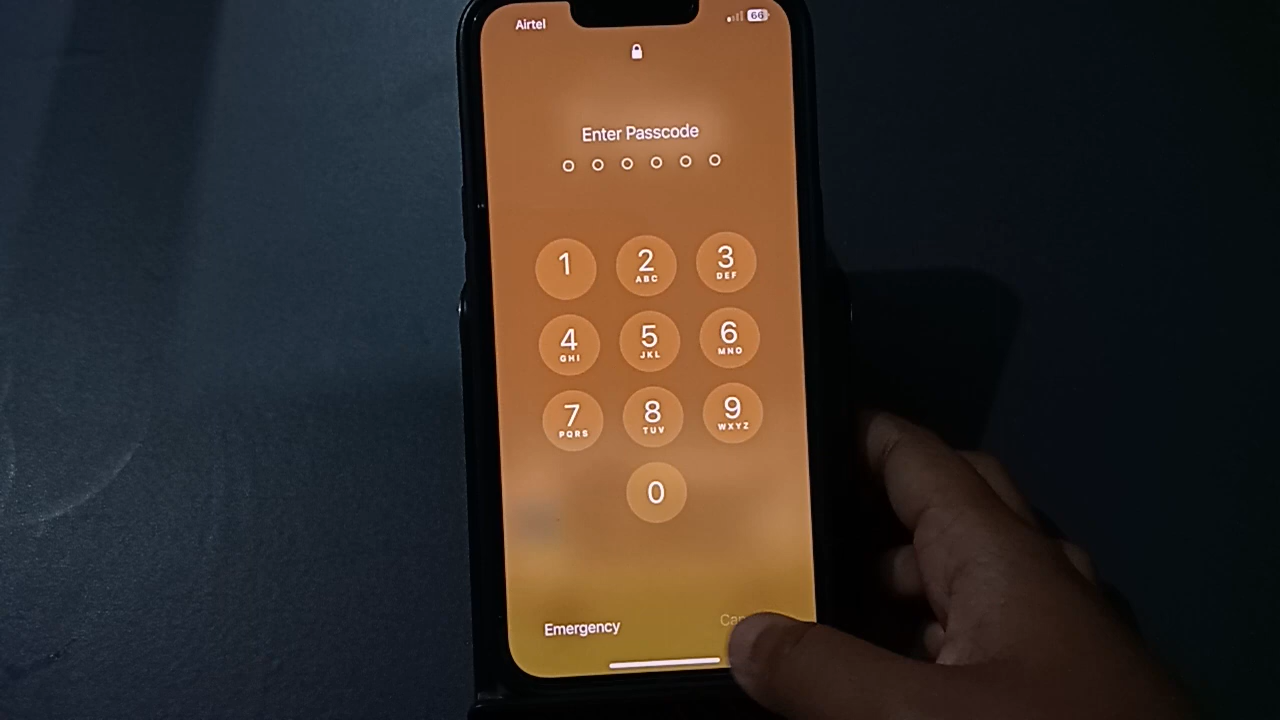 Airtel 66
Enter Passcode
1 2 3
ABC DEF
4 5 6
GHI JKL MNO
7 8 9
PQRS TUV WXYZ
0
Emergency